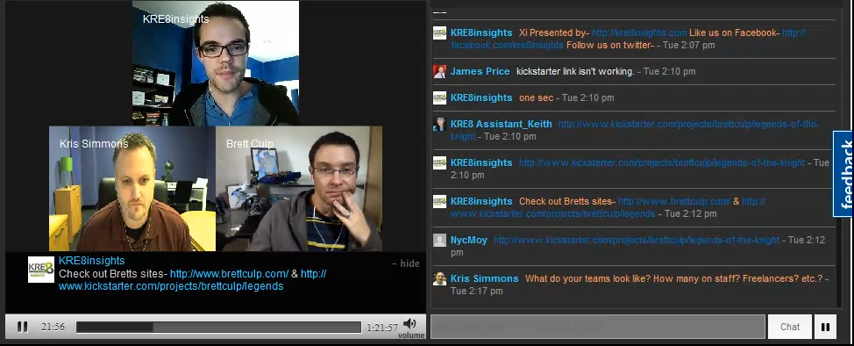 KRE8insights
Kris Simmons
Brett Culp
KRE8insights
Check out Bretts sites- http://www.brettculp.com/ & http://
www.kickstarter.com/projects/brettculp/legends
– hide
21:56
1:21:57
volume
KRE8insights Xi Presented by- http://kre8insights.com Like us on Facebook- http://
facebook.com/kre8insights Follow us on twitter- - Tue 2:07 pm
James Price kickstarter link isn't working. - Tue 2:10 pm
KRE8insights one sec - Tue 2:10 pm
KRE8 Assistant_Keith http://www.kickstarter.com/projects/brettculp/legends-of-the-
knight - Tue 2:10 pm
KRE8insights http://www.kickstarter.com/projects/brettculp/legends-of-the-knight - Tue
2:10 pm
KRE8insights Check out Bretts sites- http://www.brettculp.com/ & http://
www.kickstarter.com/projects/brettculp/legends - Tue 2:12 pm
NycMoy http://www.kickstarter.com/projects/brettculp/legends-of-the-knight - Tue 2:12
pm
Kris Simmons What do your teams look like? How many on staff? Freelancers? etc.? -
Tue 2:17 pm
Chat
feedback